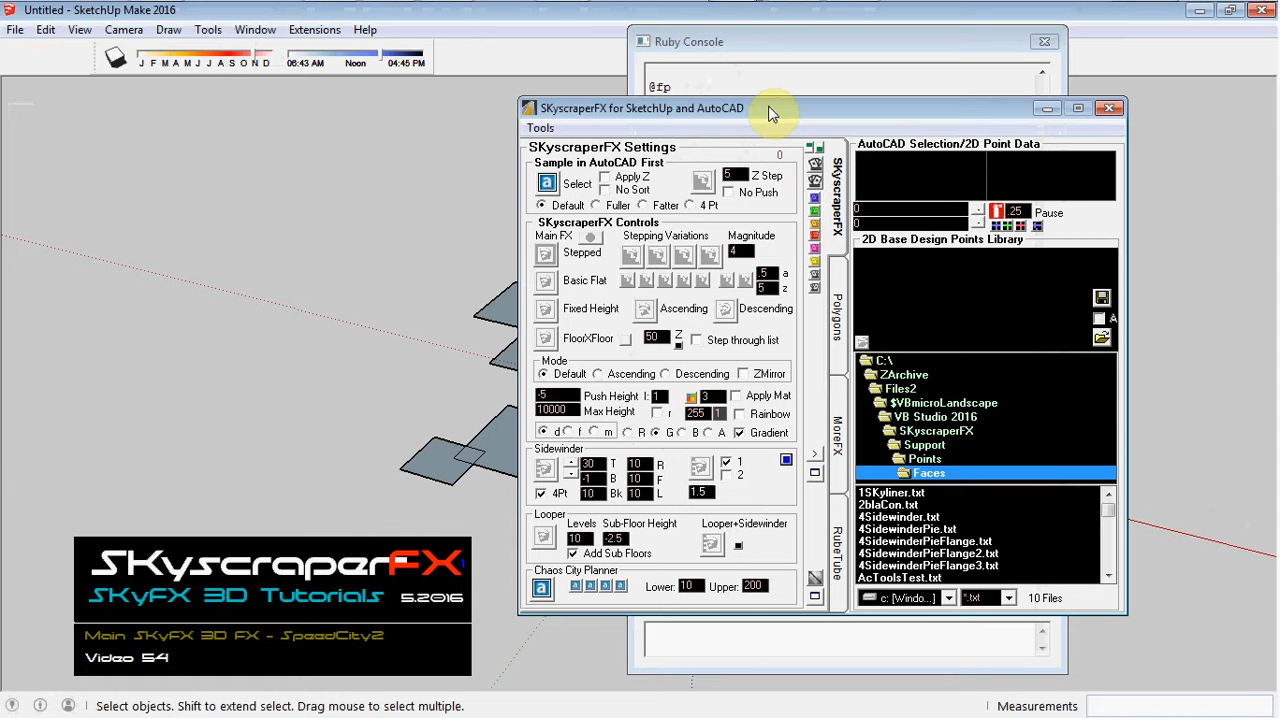 Untitled - SketchUp Make 2016
File Edit View Camera Draw Tools Window Extensions Help
J F M A M J J A S O N D
06:43 AM Noon 04:45 PM
Ruby Console
@fp
SKyscraperFX for SketchUp and AutoCAD
Tools
SKyscraperFX Settings
0
Sample in AutoCAD First
Select Apply Z
No Sort
5 Z Step
No Push
Default Fuller Fatter 4 Pt
SKyscraperFX Controls
Main FX Stepping Variations Magnitude
Stepped 4
Basic Flat .5 a
5 z
Fixed Height Ascending Descending
FloorXFloor 50 Z Step through list
Mode
Default Ascending Descending ZMirror
-5 Push Height I: 1 3 Apply Mat
10000 Max Height r 255 1 Rainbow
d f m R G B A Gradient
Sidewinder
30 T 10 R 1
-1 B 10 F 2
4Pt 10 Bk 10 L 1.5
Looper
Levels Sub-Floor Height Looper+Sidewinder
10 -2.5
Add Sub Floors
Chaos City Planner
Lower: 10 Upper: 200
SKyscraperFX
Polygons
MoreFX
RubeTube
>
AutoCAD Selection/2D Point Data
0
0
.25 Pause
2D Base Design Points Library
A
C:\
ZArchive
Files2
$VBmicroLandscape
VB Studio 2016
SKyscraperFX
Support
Points
Faces
1SKyliner.txt
2blaCon.txt
4Sidewinder.txt
4SidewinderPie.txt
4SidewinderPieFlange.txt
4SidewinderPieFlange2.txt
4SidewinderPieFlange3.txt
AcToolsTest.txt
c: [Windo...] *.txt 10 Files
SKyscraperFX
SKyFX 3D Tutorials 5.2016
Main SKyFX 3D FX - SpeedCity2
Video 54
Select objects. Shift to extend select. Drag mouse to select multiple.
Measurements